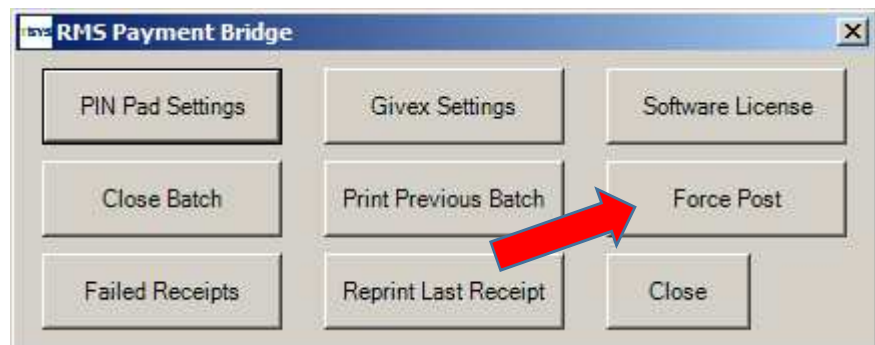 tsys RMS Payment Bridge
PIN Pad Settings Givex Settings Software License
Close Batch Print Previous Batch Force Post
Failed Receipts Reprint Last Receipt Close